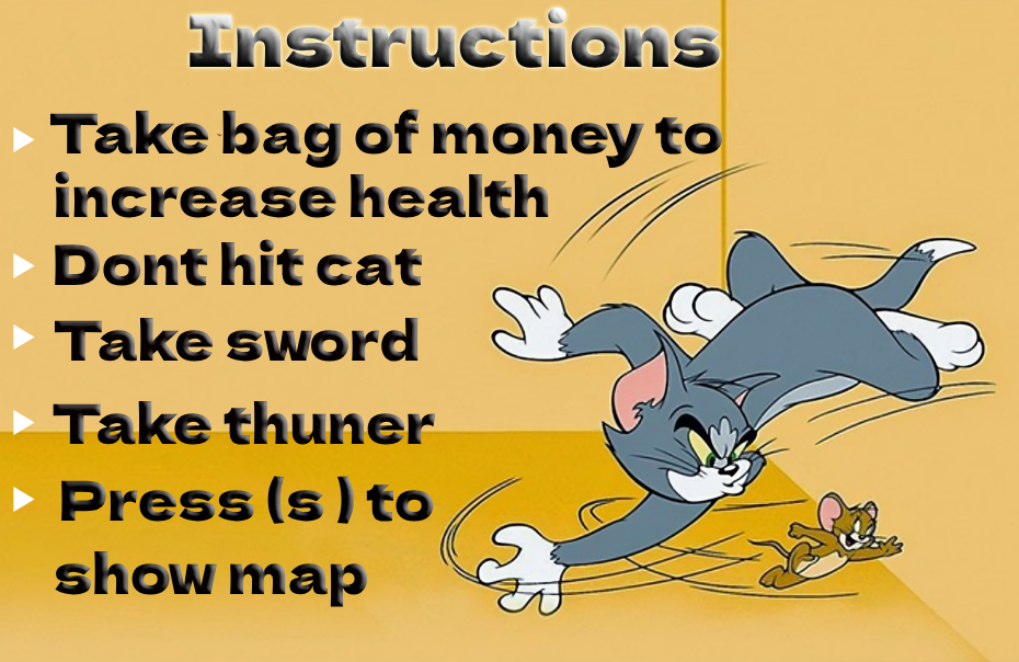 Instructions
Take bag of money to
increase health
Dont hit cat
Take sword
Take thuner
Press (s ) to
show map